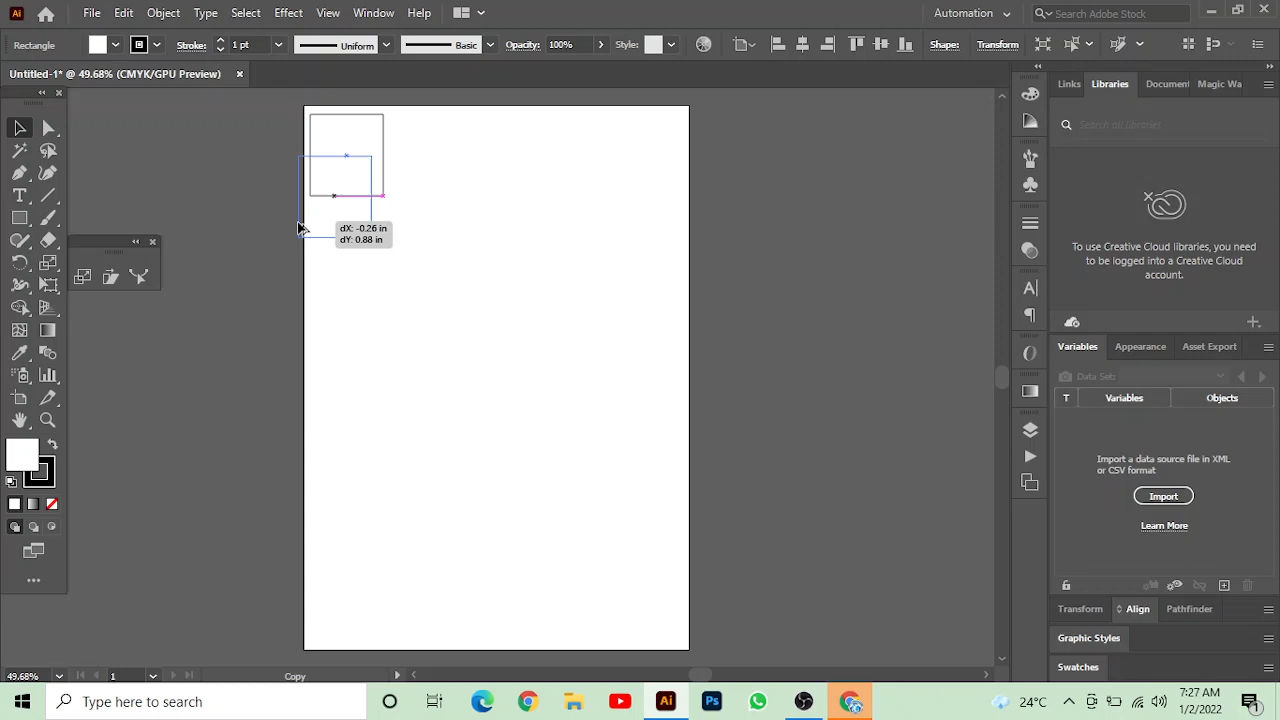 Ai File Edit Object Type Select Effect View Window Help Automation Search Adobe Stock
Rectangle Stroke: 1 pt Uniform Basic Opacity: 100% Style: Shape: Transform
Untitled-1* @ 49.68% (CMYK/GPU Preview)
Links Libraries Document Magic Wa
Search all libraries
To use Creative Cloud libraries, you
need to be logged into a Creative Cloud
account.
dX: -0.26 in
dY: 0.88 in
Variables Appearance Asset Export
Data Set:
T Variables Objects
Import a data source file in XML
or CSV format
Import
Learn More
Transform Align Pathfinder
Graphic Styles
Swatches
49.68% 1 Copy
Type here to search
Ai Ps
24°C
7:27 AM
1/2/2022